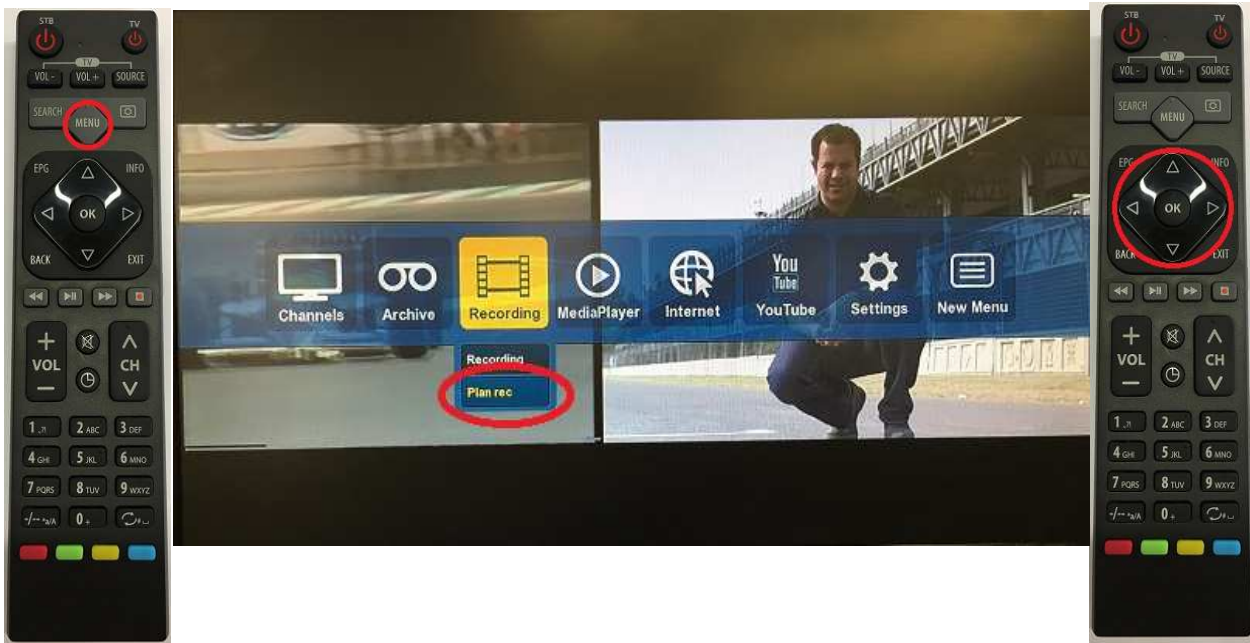 STB TV
TV
VOL - VOL + SOURCE
SEARCH
MENU
EPG INFO
OK
BACK EXIT
+
VOL CH
—
1 .?! 2 ABC 3 DEF
4 GHI 5 JKL 6 MNO
7 PQRS 8 TUV 9 WXYZ
-/-- *a/A 0 +
You
Tube
Channels Archive Recording MediaPlayer Internet YouTube Settings New Menu
Recording
Plan rec
STB TV
TV
VOL - VOL + SOURCE
SEARCH
MENU
EPG INFO
OK
BACK EXIT
+
VOL CH
—
1 .?! 2 ABC 3 DEF
4 GHI 5 JKL 6 MNO
7 PQRS 8 TUV 9 WXYZ
-/-- *a/A 0 +